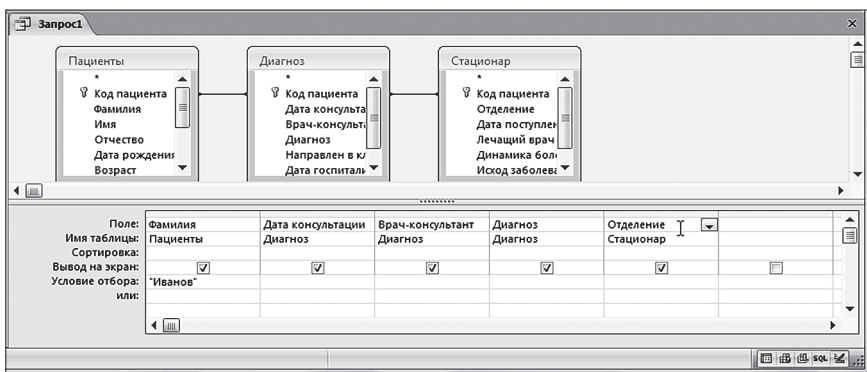 Запрос1
Пациенты Диагноз Стационар
* * *
Код пациента Код пациента Код пациента
Фамилия Дата консульта Отделение
Имя Врач-консульта Дата поступлен
Отчество Диагноз Лечащий врач
Дата рождения Направлен в кл Динамика бол
Возраст Дата госпитали Исход заболева
Поле: Фамилия Дата консультации Врач-консультант Диагноз Отделение
Имя таблицы: Пациенты Диагноз Диагноз Диагноз Стационар
Сортировка:
Вывод на экран:
Условие отбора: "Иванов"
или:
SQL